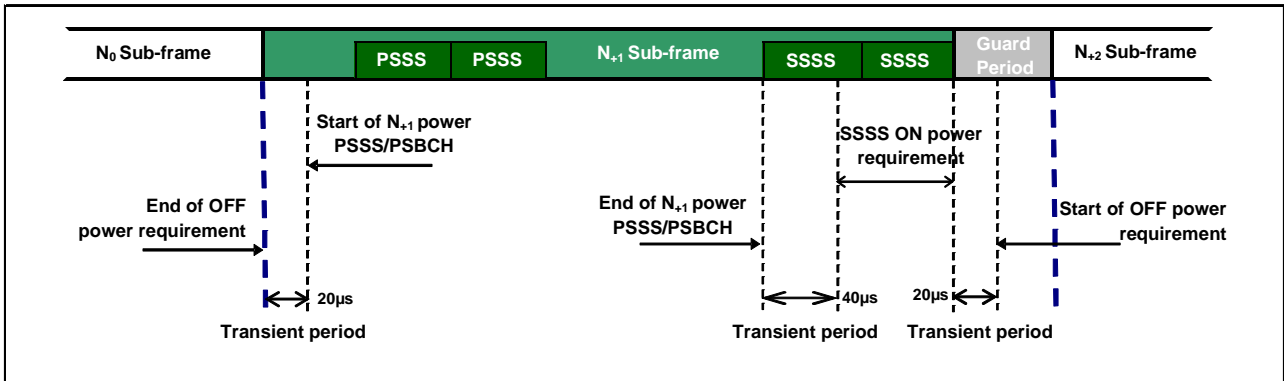 N₀ Sub-frame
PSSS
PSSS
N₊₁ Sub-frame
SSSS
SSSS
Guard
Period
N₊₂ Sub-frame
Start of N₊₁ power
PSSS/PSBCH
SSSS ON power
requirement
End of OFF
power requirement
End of N₊₁ power
PSSS/PSBCH
Start of OFF power
requirement
20µs
40µs
20µs
Transient period
Transient period
Transient period